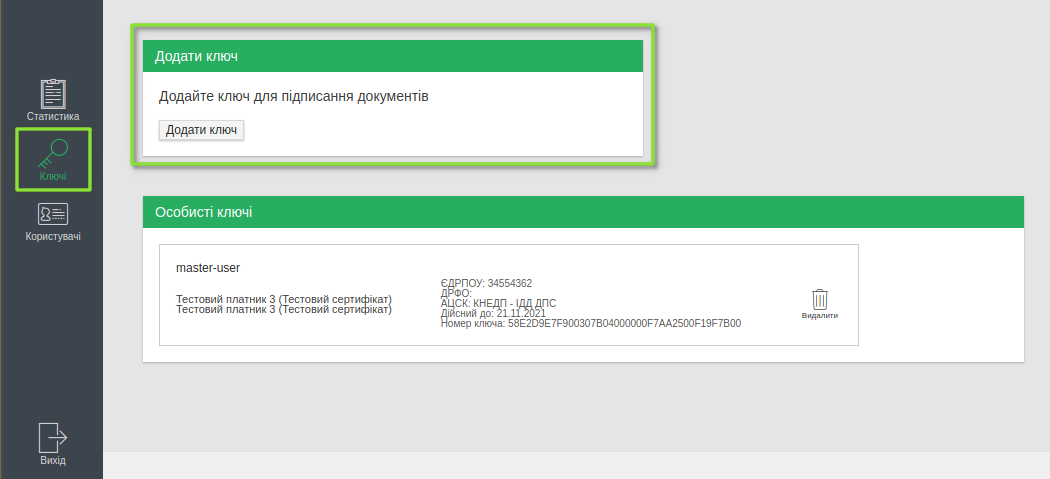 Статистика
Ключі
Користувачі
Вихід
Додати ключ
Додайте ключ для підписання документів
Додати ключ
Особисті ключі
master-user
Тестовий платник 3 (Тестовий сертифікат)
Тестовий платник 3 (Тестовий сертифікат)
ЄДРПОУ: 34554362
ДРФО:
АЦСК: КНЕДП - ІДД ДПС
Дійсний до: 21.11.2021
Номер ключа: 58E2D9E7F900307B04000000F7AA2500F19F7B00
Видалити